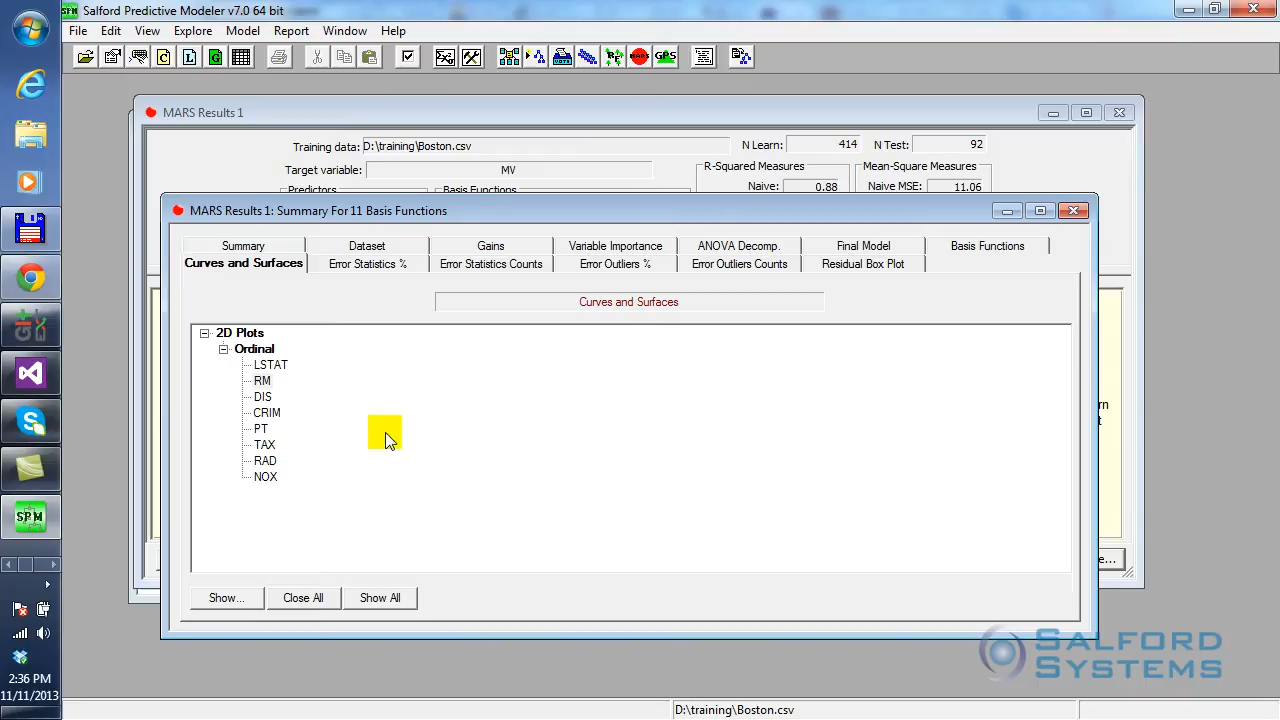 Salford Predictive Modeler v7.0 64 bit
File Edit View Explore Model Report Window Help
MARS Results 1
Training data: D:\training\Boston.csv
N Learn: 414
N Test: 92
Target variable: MV
R-Squared Measures
Mean-Square Measures
Predictors
Basis Functions
Naive: 0.88
Naive MSE: 11.06
MARS Results 1: Summary For 11 Basis Functions
Summary Dataset Gains Variable Importance ANOVA Decomp. Final Model Basis Functions
Curves and Surfaces Error Statistics % Error Statistics Counts Error Outliers % Error Outliers Counts Residual Box Plot
Curves and Surfaces
2D Plots
Ordinal
LSTAT
RM
DIS
CRIM
PT
TAX
RAD
NOX
Show... Close All Show All
SPM
2:36 PM
11/11/2013
SALFORD
SYSTEMS
D:\training\Boston.csv